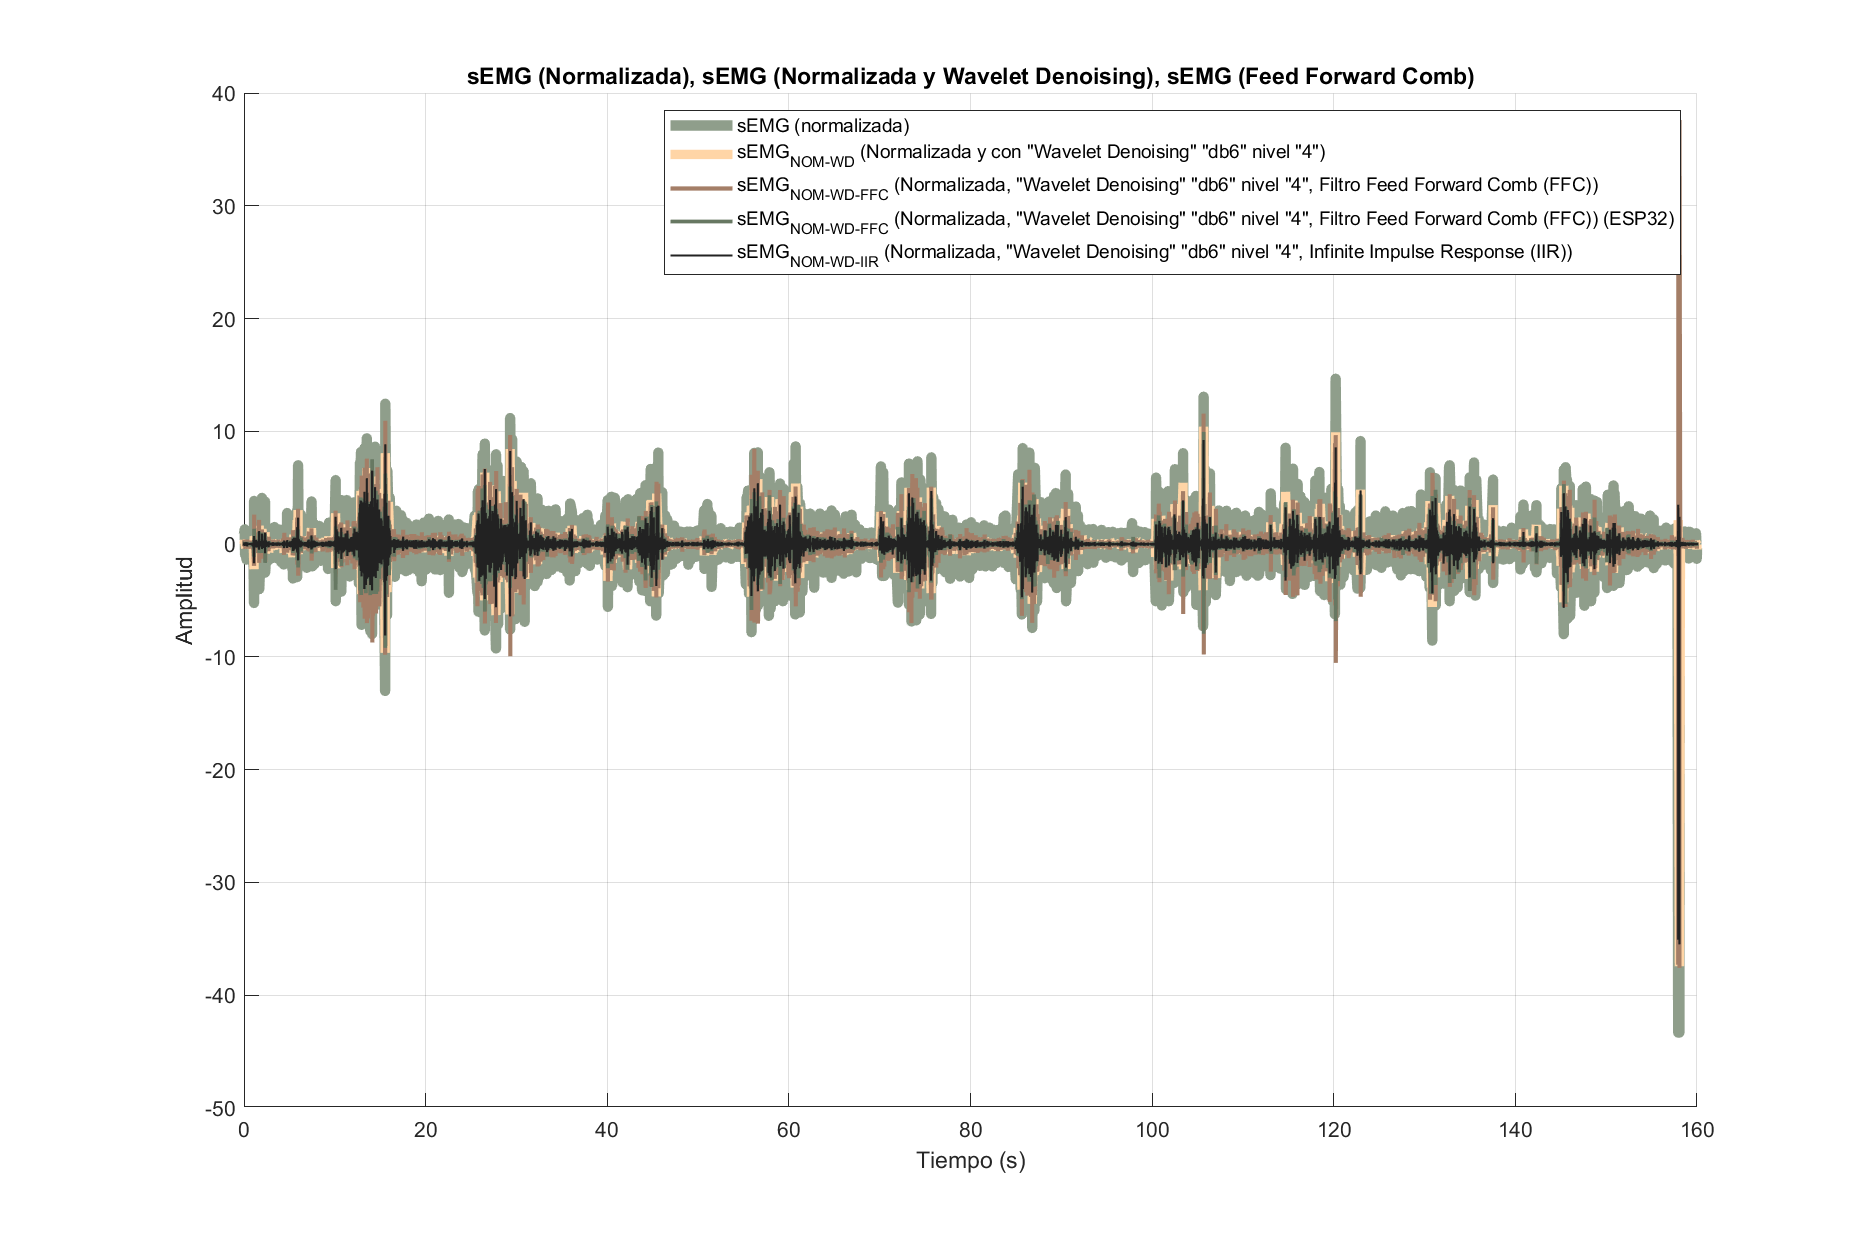 sEMG (Normalizada), sEMG (Normalizada y Wavelet Denoising), sEMG (Feed Forward Comb)
sEMG (normalizada)
sEMG_NOM-WD (Normalizada y con "Wavelet Denoising" "db6" nivel "4")
sEMG_NOM-WD-FFC (Normalizada, "Wavelet Denoising" "db6" nivel "4", Filtro Feed Forward Comb (FFC))
sEMG_NOM-WD-FFC (Normalizada, "Wavelet Denoising" "db6" nivel "4", Filtro Feed Forward Comb (FFC)) (ESP32)
sEMG_NOM-WD-IIR (Normalizada, "Wavelet Denoising" "db6" nivel "4", Infinite Impulse Response (IIR))
Amplitud
40
30
20
10
0
-10
-20
-30
-40
-50
0 20 40 60 80 100 120 140 160
Tiempo (s)